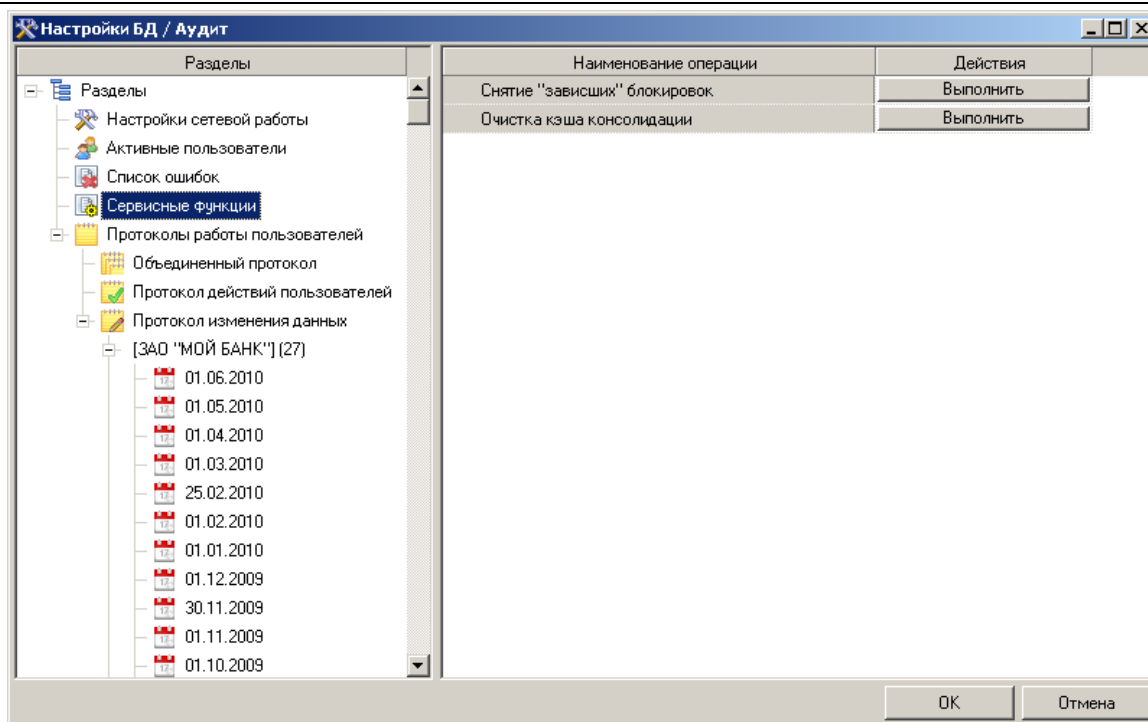 Настройки БД / Аудит
Разделы
Разделы
Настройки сетевой работы
Активные пользователи
Список ошибок
Сервисные функции
Протоколы работы пользователей
Объединенный протокол
Протокол действий пользователей
Протокол изменения данных
[ЗАО "МОЙ БАНК"] (27)
01.06.2010
01.05.2010
01.04.2010
01.03.2010
25.02.2010
01.02.2010
01.01.2010
01.12.2009
30.11.2009
01.11.2009
01.10.2009
Наименование операции Действия
Снятие "зависших" блокировок Выполнить
Очистка кэша консолидации Выполнить
OK Отмена